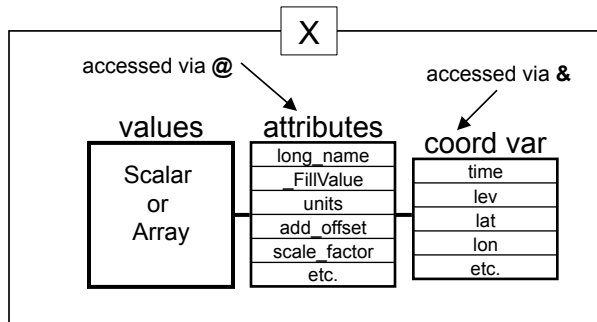 X
accessed via @
accessed via &
values
attributes
coord var
Scalar
or
Array
long_name
_FillValue
units
add_offset
scale_factor
etc.
time
lev
lat
lon
etc.